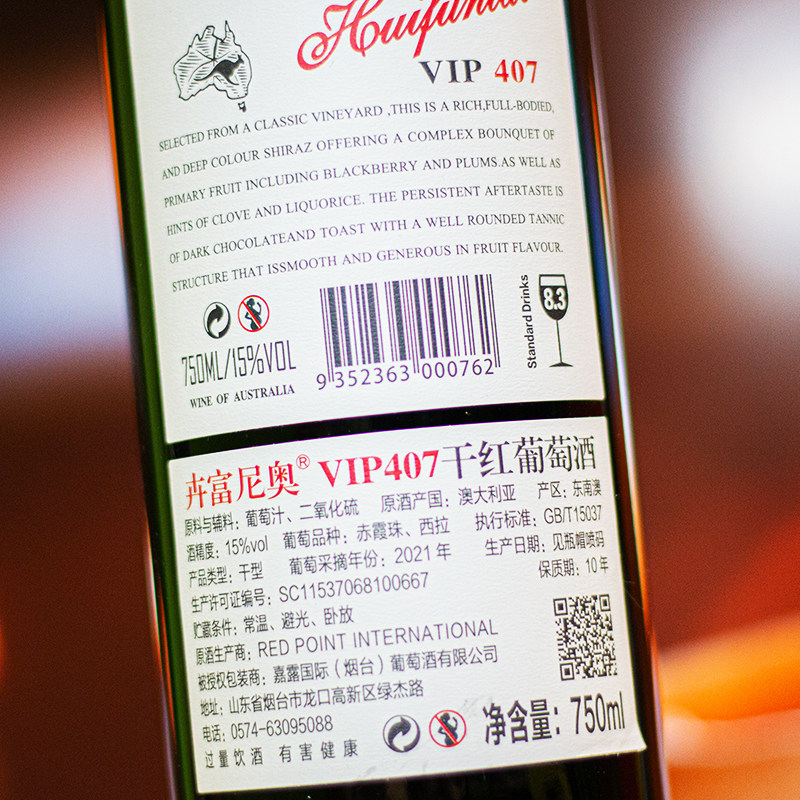 VIP 407
SELECTED FROM A CLASSIC VINEYARD ,THIS IS A RICH,FULL-BODIED,
AND DEEP COLOUR SHIRAZ OFFERING A COMPLEX BOUNQUET OF
PRIMARY FRUIT INCLUDING BLACKBERRY AND PLUMS.AS WELL AS
HINTS OF CLOVE AND LIQUORICE. THE PERSISTENT AFTERTASTE IS
OF DARK CHOCOLATEAND TOAST WITH A WELL ROUNDED TANNIC
STRUCTURE THAT ISSMOOTH AND GENEROUS IN FRUIT FLAVOUR.
750ML/15%VOL
WINE OF AUSTRALIA
9 352363 000762
Standard Drinks
8.3
卉富尼奥® VIP407干红葡萄酒
原料与辅料: 葡萄汁、二氧化硫 原酒产国: 澳大利亚 产区: 东南澳
酒精度: 15%vol 葡萄品种: 赤霞珠、西拉 执行标准: GB/T15037
产品类型: 干型 葡萄采摘年份: 2021 年 生产日期: 见瓶帽喷码
生产许可证编号: SC11537068100667 保质期: 10 年
贮藏条件: 常温、避光、卧放
原酒生产商: RED POINT INTERNATIONAL
被授权包装商: 嘉露国际（烟台）葡萄酒有限公司
地址: 山东省烟台市龙口高新区绿杰路
电话: 0574-63095088
过量饮酒 有害健康
净含量: 750ml